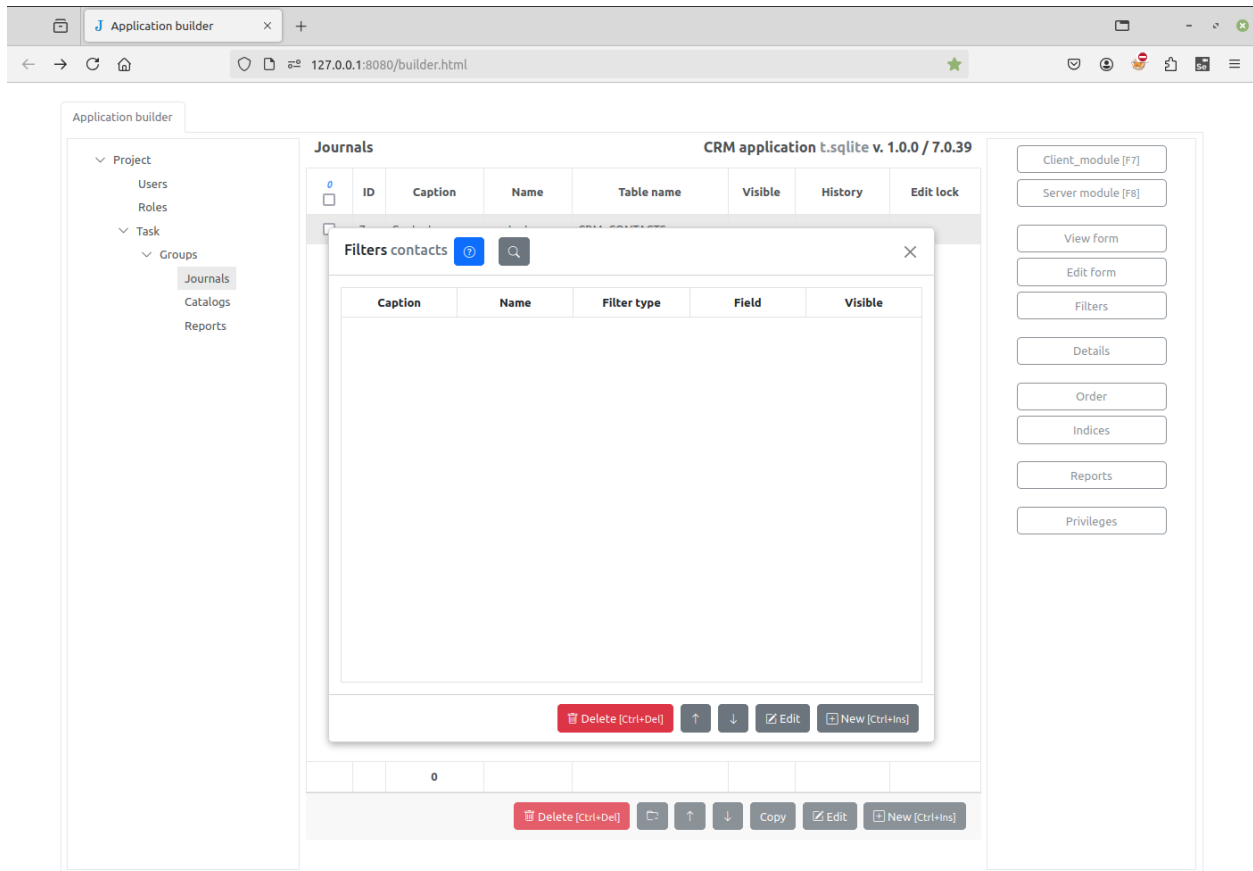 J Application builder
127.0.0.1:8080/builder.html
Se
Application builder
Project
Users
Roles
Task
Groups
Journals
Catalogs
Reports
Journals CRM application t.sqlite v. 1.0.0 / 7.0.39
0 ID Caption Name Table name Visible History Edit lock
Filters contacts
Caption Name Filter type Field Visible
Delete [Ctrl+Del] ↑ ↓ Edit New [Ctrl+Ins]
0
Delete [Ctrl+Del] ↑ ↓ Copy Edit New [Ctrl+Ins]
Client_module [F7]
Server module [F8]
View form
Edit form
Filters
Details
Order
Indices
Reports
Privileges